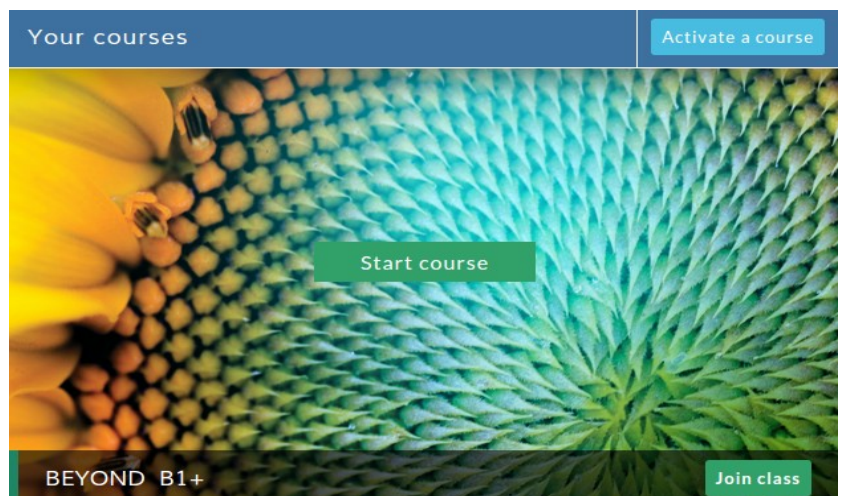 Your courses
Activate a course
Start course
BEYOND B1+
Join class